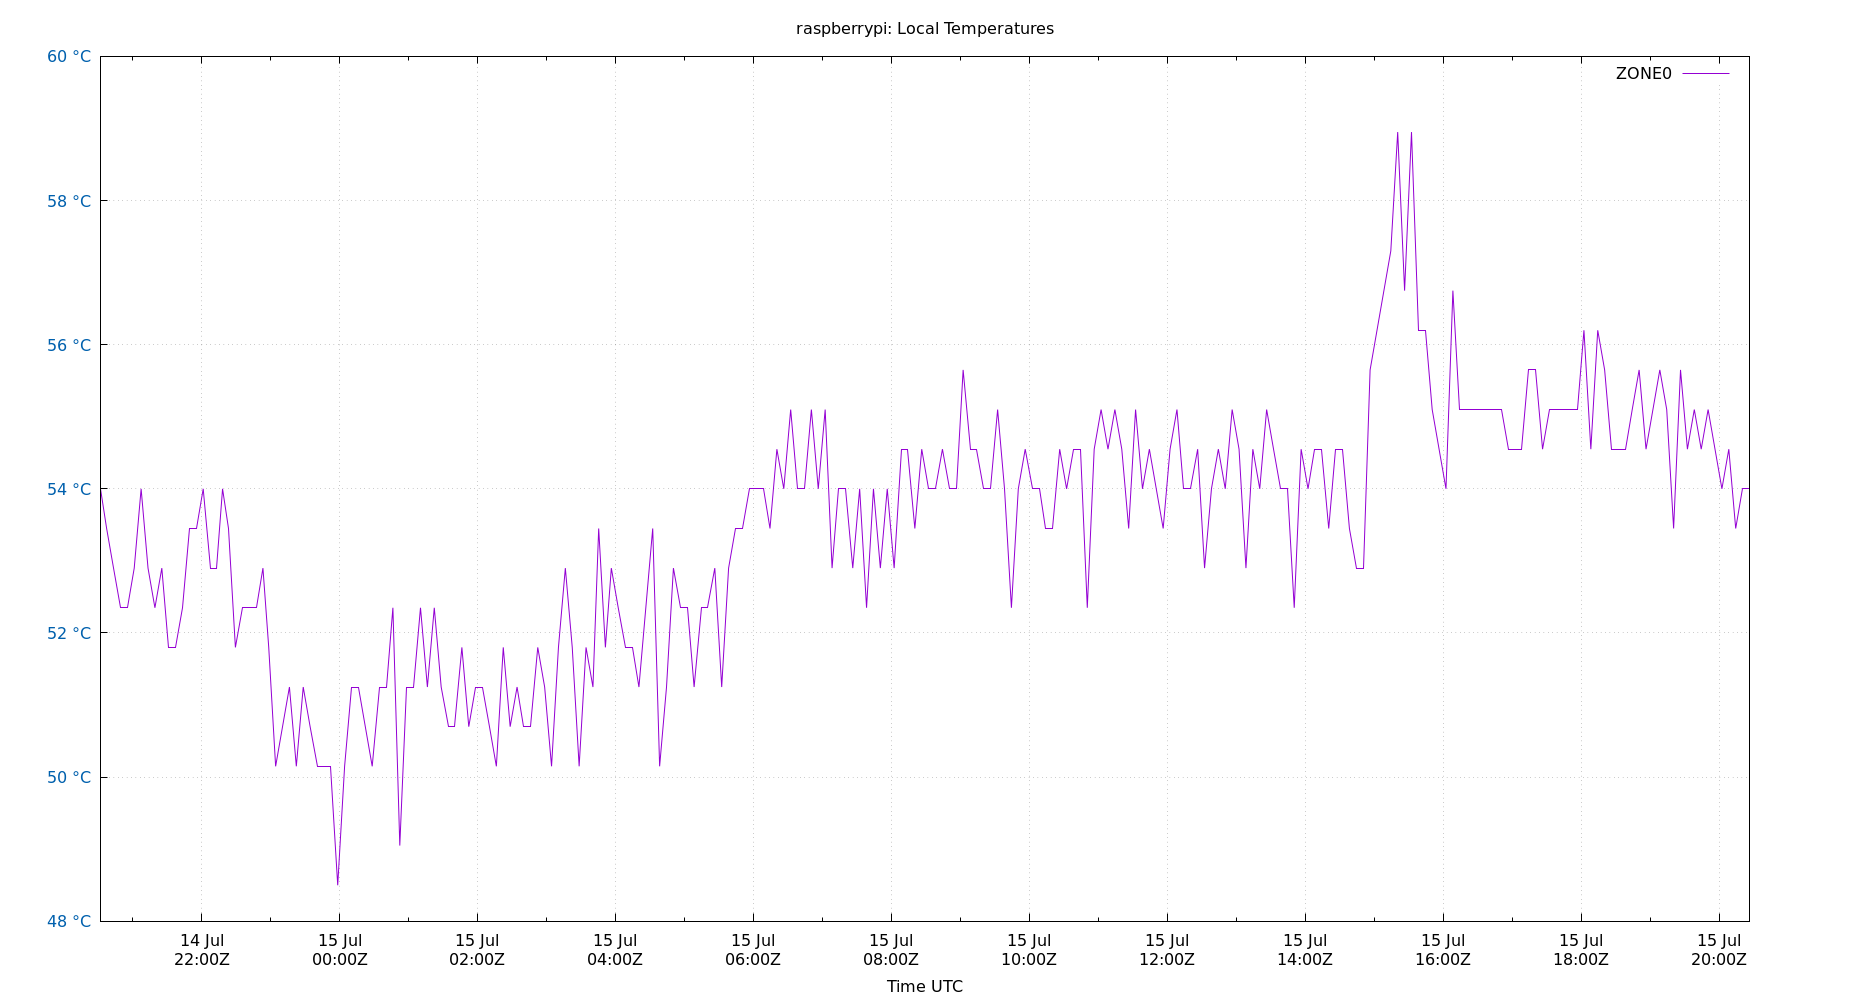 raspberrypi: Local Temperatures
60 °C
ZONE0
58 °C
56 °C
54 °C
52 °C
50 °C
48 °C
14 Jul 15 Jul 15 Jul 15 Jul 15 Jul 15 Jul 15 Jul 15 Jul 15 Jul 15 Jul 15 Jul 15 Jul
22:00Z 00:00Z 02:00Z 04:00Z 06:00Z 08:00Z 10:00Z 12:00Z 14:00Z 16:00Z 18:00Z 20:00Z
Time UTC